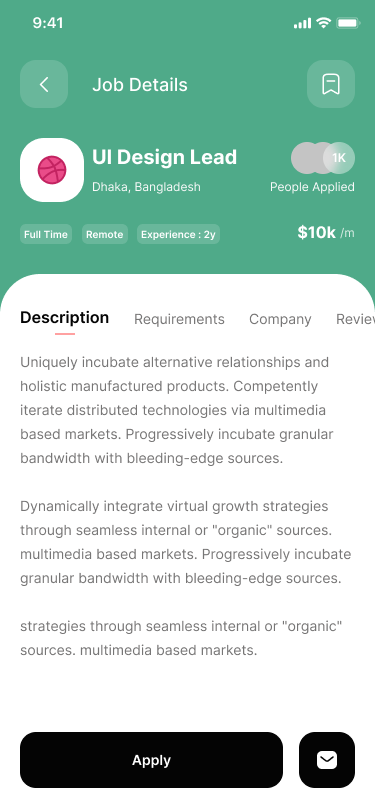 9:41
Job Details
UI Design Lead
1K
Dhaka, Bangladesh
People Applied
Full Time
Remote
Experience : 2y
$10k /m
Description
Requirements
Company
Review
Uniquely incubate alternative relationships and
holistic manufactured products. Competently
iterate distributed technologies via multimedia
based markets. Progressively incubate granular
bandwidth with bleeding-edge sources.
Dynamically integrate virtual growth strategies
through seamless internal or "organic" sources.
multimedia based markets. Progressively incubate
granular bandwidth with bleeding-edge sources.
strategies through seamless internal or "organic"
sources. multimedia based markets.
Apply